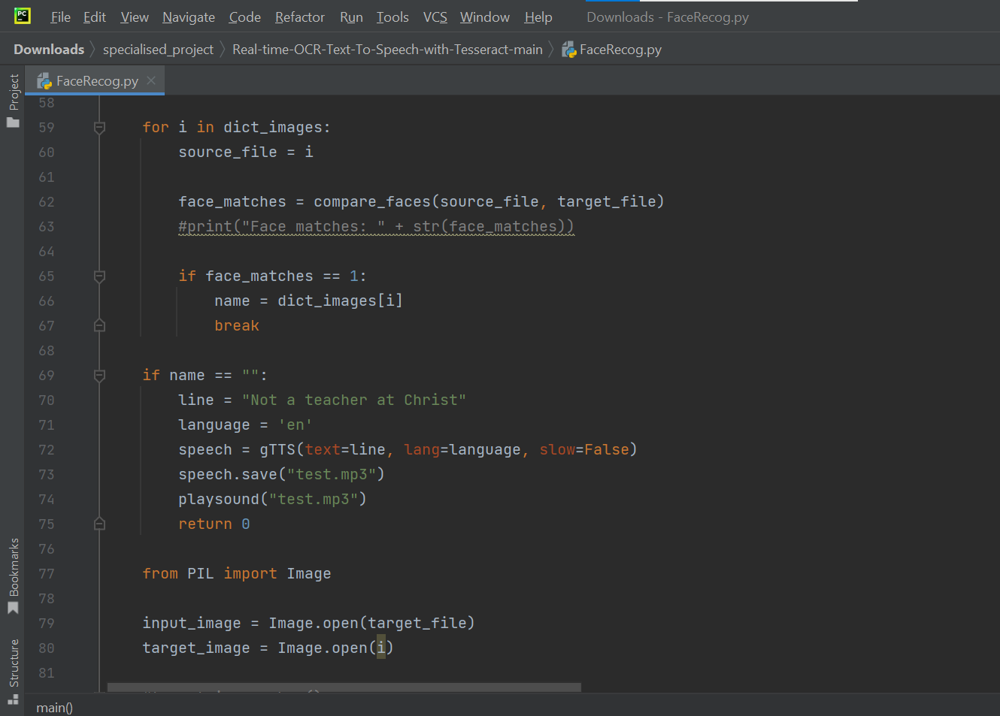 PC File Edit View Navigate Code Refactor Run Tools VCS Window Help Downloads - FaceRecog.py
Downloads specialised_project Real-time-OCR-Text-To-Speech-with-Tesseract-main FaceRecog.py
Project
FaceRecog.py
58
59 for i in dict_images:
60 source_file = i
61
62 face_matches = compare_faces(source_file, target_file)
63 #print("Face matches: " + str(face_matches))
64
65 if face_matches == 1:
66 name = dict_images[i]
67 break
68
69 if name == "":
70 line = "Not a teacher at Christ"
71 language = 'en'
72 speech = gTTS(text=line, lang=language, slow=False)
73 speech.save("test.mp3")
74 playsound("test.mp3")
75 return 0
76
77 from PIL import Image
78
79 input_image = Image.open(target_file)
80 target_image = Image.open(i)
81
Bookmarks
Structure
main()